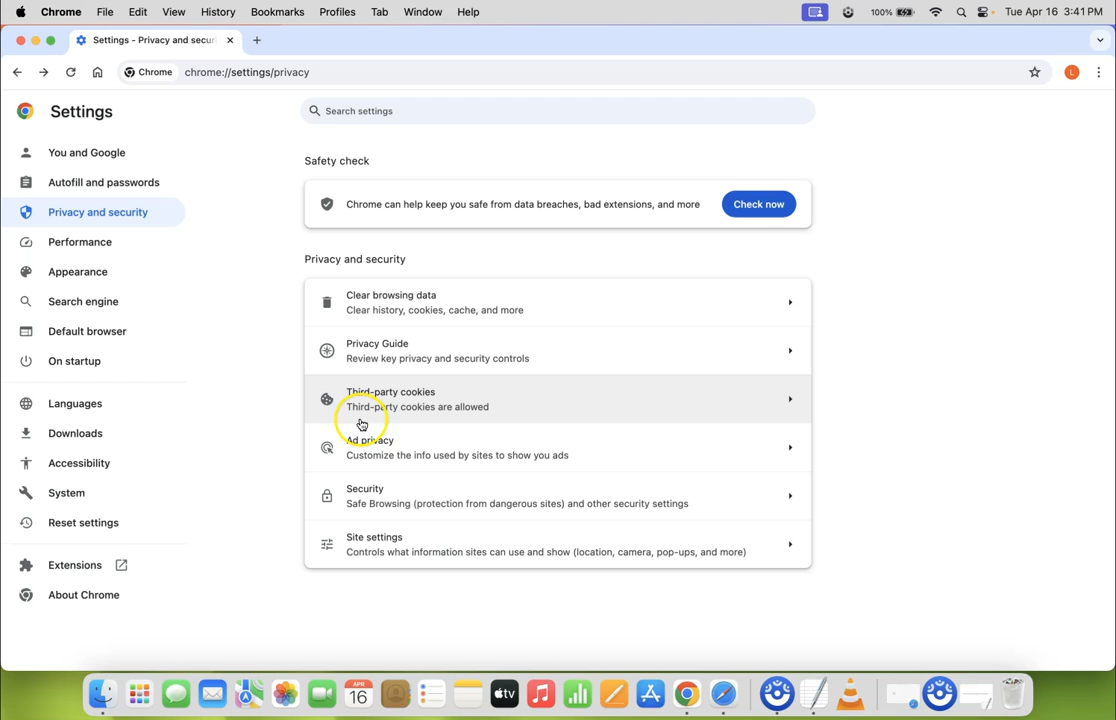 Chrome File Edit View History Bookmarks Profiles Tab Window Help 100% Tue Apr 16 3:41 PM
Settings - Privacy and secur
Chrome chrome://settings/privacy L
Settings
Search settings
You and Google
Autofill and passwords
Privacy and security
Performance
Appearance
Search engine
Default browser
On startup
Languages
Downloads
Accessibility
System
Reset settings
Extensions
About Chrome
Safety check
Chrome can help keep you safe from data breaches, bad extensions, and more Check now
Privacy and security
Clear browsing data
Clear history, cookies, cache, and more
Privacy Guide
Review key privacy and security controls
Third-party cookies
Third-party cookies are allowed
Ad privacy
Customize the info used by sites to show you ads
Security
Safe Browsing (protection from dangerous sites) and other security settings
Site settings
Controls what information sites can use and show (location, camera, pop-ups, and more)
APR
16
tv